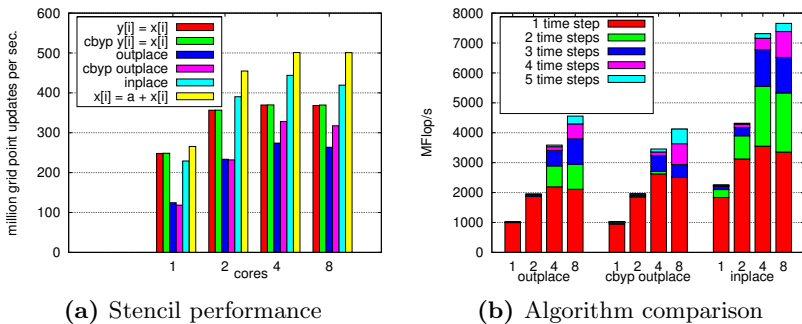 million grid point updates per sec.
600
500
400
300
200
100
0
y[i] = x[i]
cbyp y[i] = x[i]
outplace
cbyp outplace
inplace
x[i] = a + x[i]
1 2 4 8
cores
(a) Stencil performance
MFlop/s
8000
7000
6000
5000
4000
3000
2000
1000
0
1 time step
2 time steps
3 time steps
4 time steps
5 time steps
1 2 4 8 1 2 4 8 1 2 4 8
outplace cbyp outplace inplace
(b) Algorithm comparison